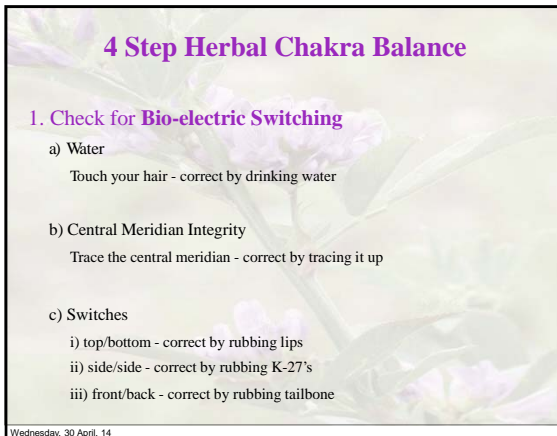 4 Step Herbal Chakra Balance
1. Check for Bio-electric Switching
a) Water
Touch your hair - correct by drinking water
b) Central Meridian Integrity
Trace the central meridian - correct by tracing it up
c) Switches
i) top/bottom - correct by rubbing lips
ii) side/side - correct by rubbing K-27's
iii) front/back - correct by rubbing tailbone
Wednesday, 30 April, 14